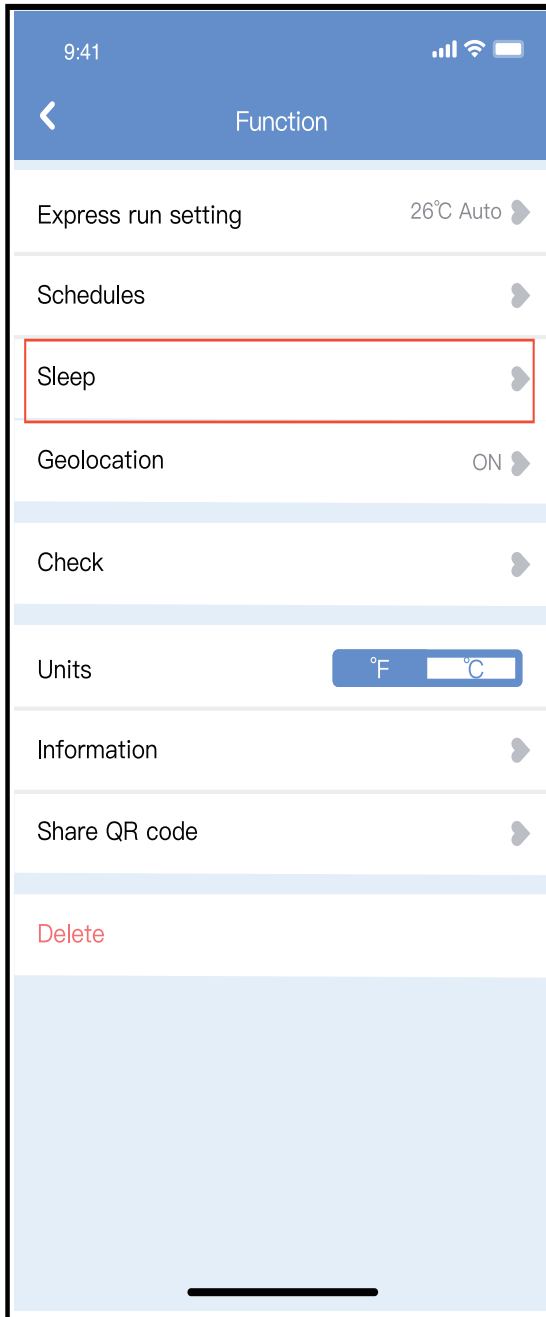 9:41
Function
Express run setting 26°C Auto
Schedules
Sleep
Geolocation ON
Check
Units °F °C
Information
Share QR code
Delete